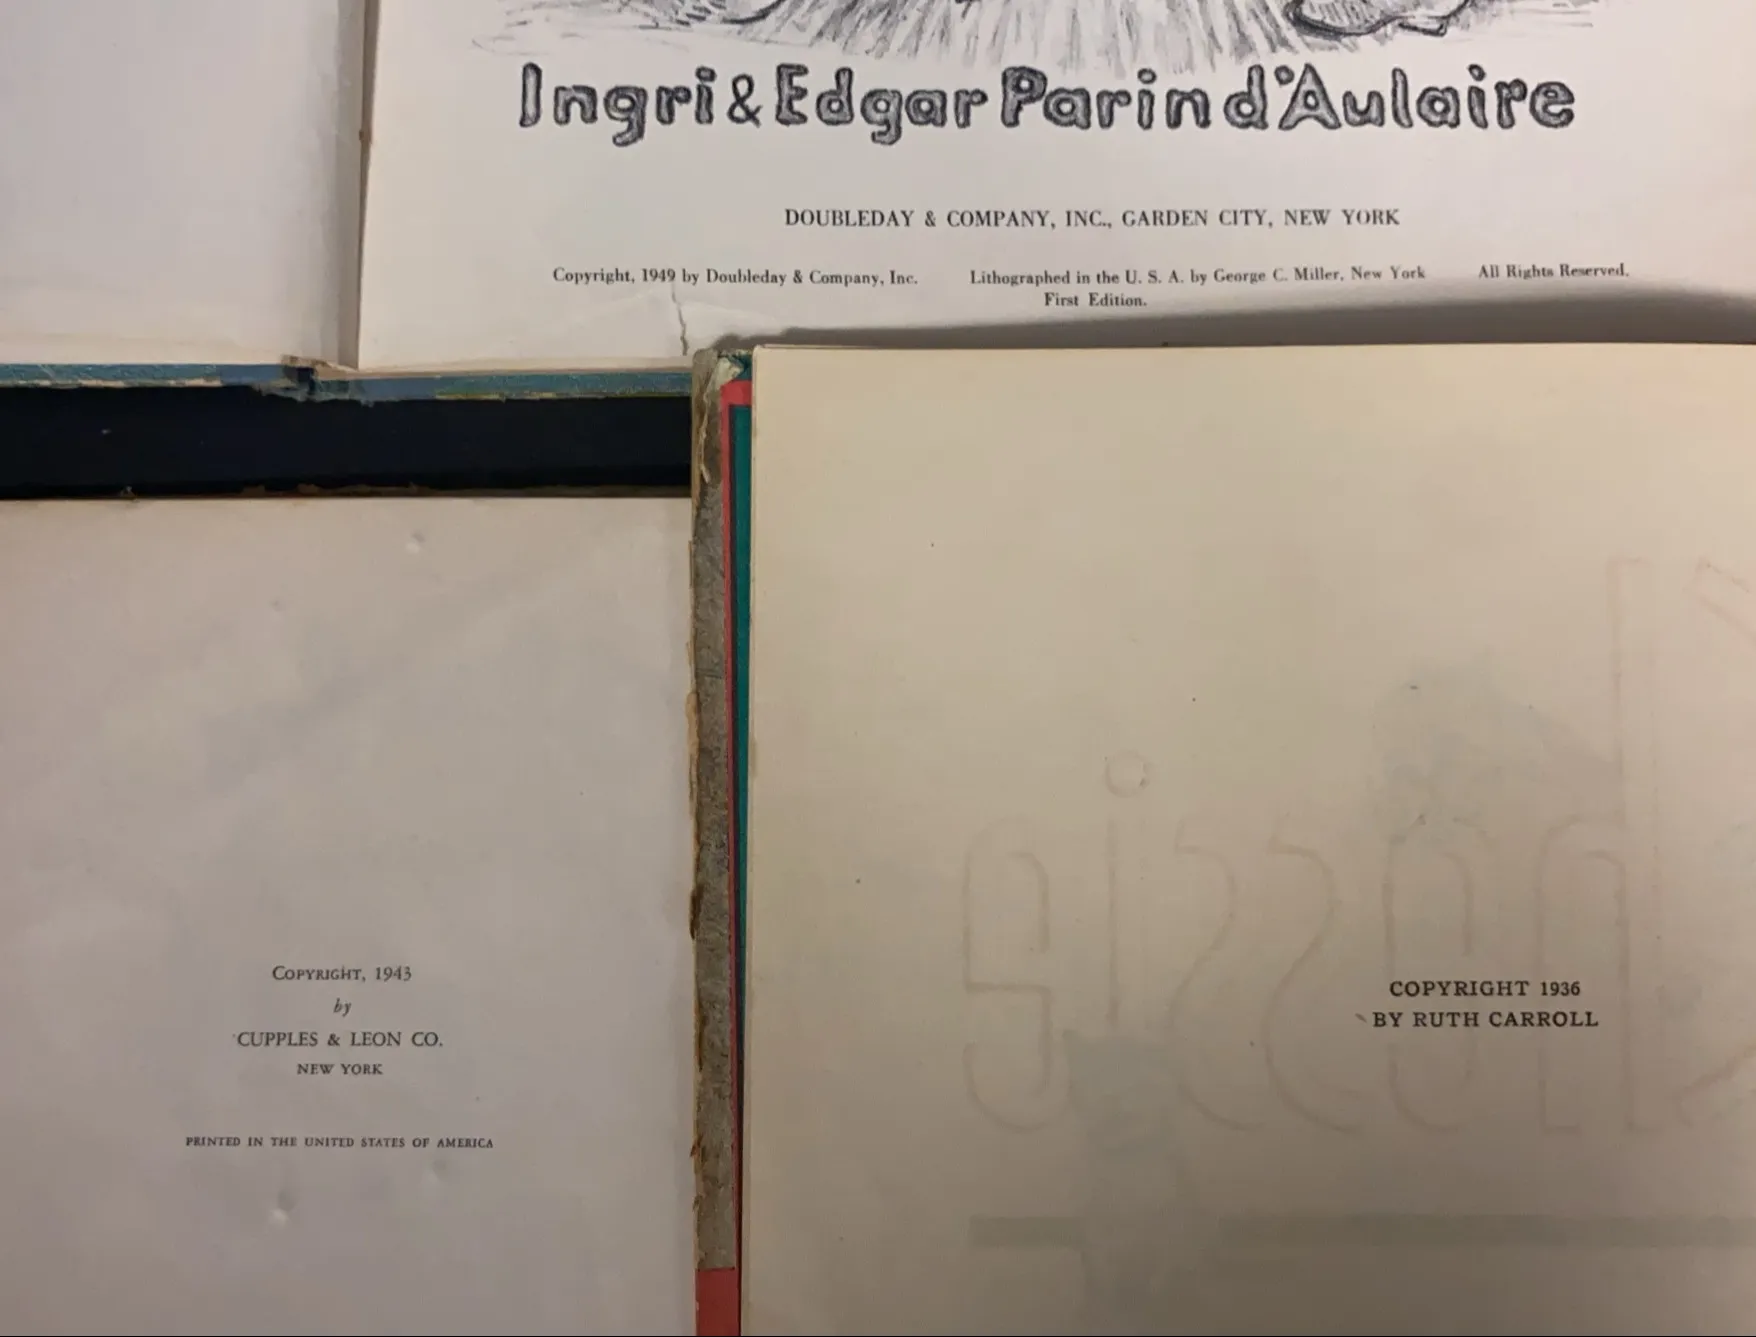 Ingri & Edgar Parin d'Aulaire
DOUBLEDAY & COMPANY, INC., GARDEN CITY, NEW YORK
Copyright, 1949 by Doubleday & Company, Inc. Lithographed in the U. S. A. by George C. Miller, New York All Rights Reserved.
First Edition.
COPYRIGHT, 1943
by
CUPPLES & LEON CO.
NEW YORK
PRINTED IN THE UNITED STATES OF AMERICA
COPYRIGHT 1936
BY RUTH CARROLL